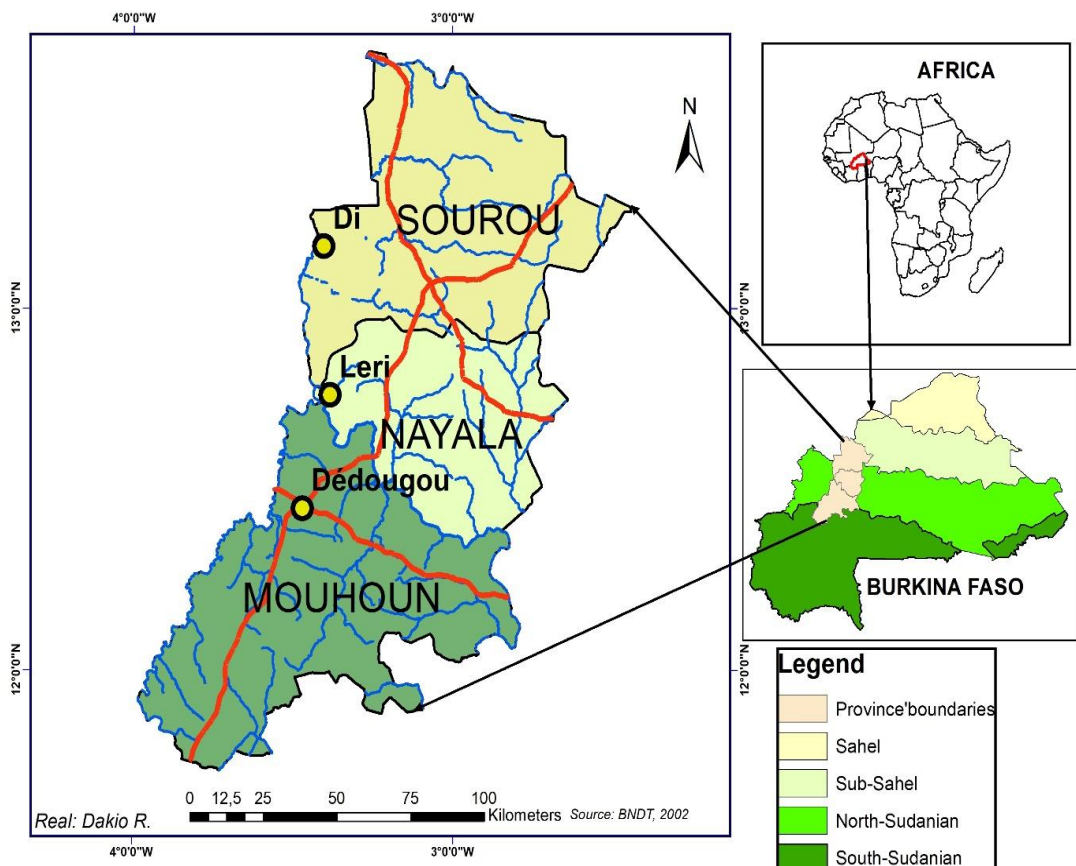 4°0'0"W
3°0'0"W
N
Di
SOUROU
13°0'0"N
Leri
NAYALA
Dédougou
MOUHOUN
12°0'0"N
0 12,5 25 50 75 100
Kilometers
Source: BNDT, 2002
Real: Dakio R.
4°0'0"W
3°0'0"W
AFRICA
13°0'0"N
BURKINA FASO
12°0'0"N
Legend
Province'boundaries
Sahel
Sub-Sahel
North-Sudanian
South-Sudanian